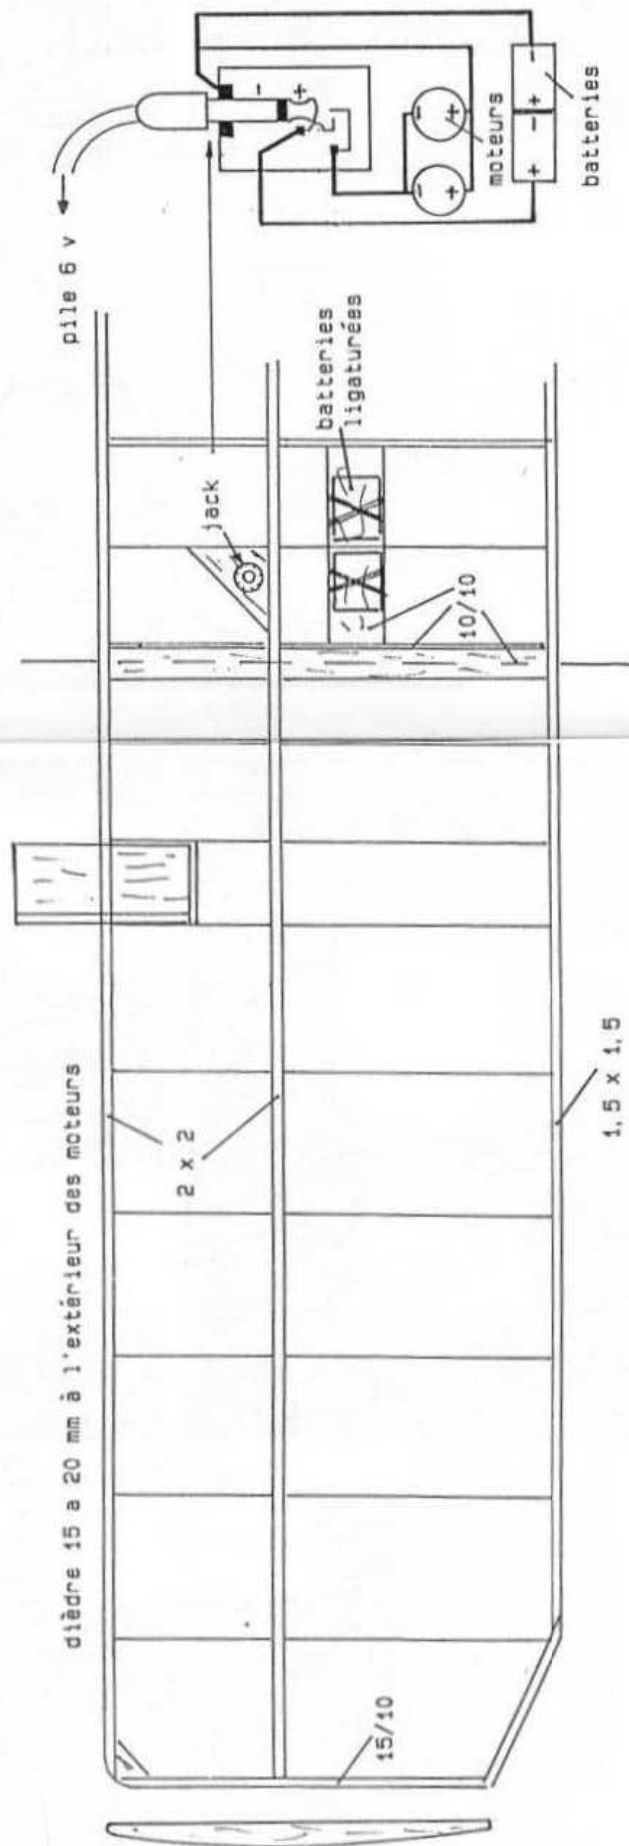 dièdre 15 a 20 mm à l'extérieur des moteurs
pile 6 v
-
+
jack
2 x 2
batteries
ligaturées
10/10
15/10
1,5 x 1,5
- -
+ +
moteurs
+ - + -
batteries